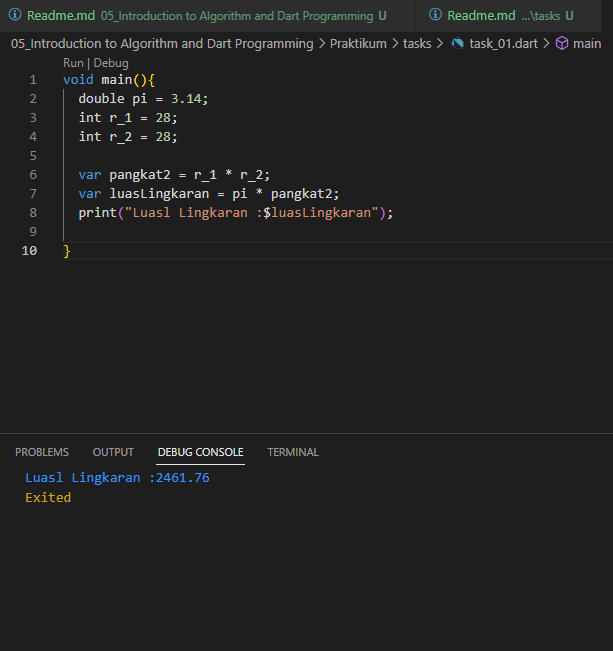 Readme.md 05_Introduction to Algorithm and Dart Programming U Readme.md ...\tasks U
05_Introduction to Algorithm and Dart Programming > Praktikum > tasks > task_01.dart > main
Run | Debug
1 void main(){
2 double pi = 3.14;
3 int r_1 = 28;
4 int r_2 = 28;
5
6 var pangkat2 = r_1 * r_2;
7 var luasLingkaran = pi * pangkat2;
8 print("Luasl Lingkaran :$luasLingkaran");
9
10 }
PROBLEMS OUTPUT DEBUG CONSOLE TERMINAL
Luasl Lingkaran :2461.76
Exited